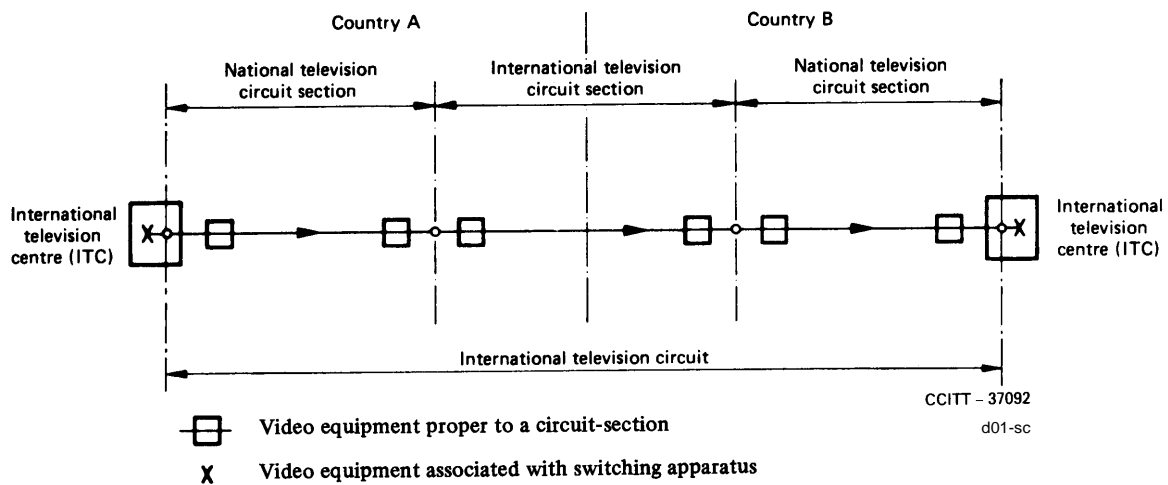 Country A
Country B
National television
circuit section
International television
circuit section
National television
circuit section
International
television
centre (ITC)
International
television
centre (ITC)
International television circuit
CCITT – 37092
d01-sc
Video equipment proper to a circuit-section
X Video equipment associated with switching apparatus